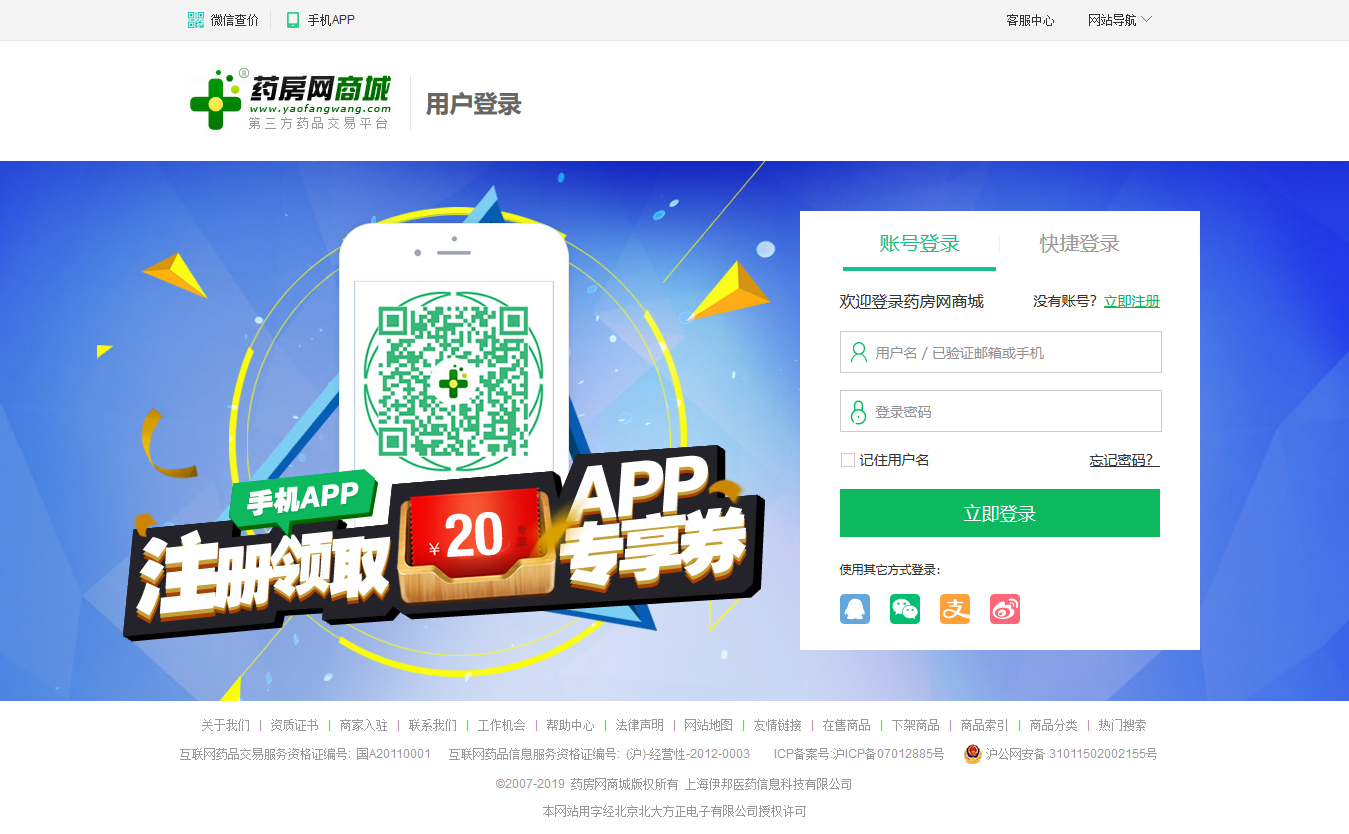 微信查价
手机APP
客服中心
网站导航
药房网商城
®
www.yaofangwang.com
第三方药品交易平台
用户登录
手机APP
注册领取
¥20
APP
专享券
账号登录
快捷登录
欢迎登录药房网商城
没有账号？立即注册
用户名 / 已验证邮箱或手机
登录密码
记住用户名
忘记密码？
立即登录
使用其它方式登录：
支
关于我们 | 资质证书 | 商家入驻 | 联系我们 | 工作机会 | 帮助中心 | 法律声明 | 网站地图 | 友情链接 | 在售商品 | 下架商品 | 商品索引 | 商品分类 | 热门搜索
互联网药品交易服务资格证编号: 国A20110001 互联网药品信息服务资格证编号: (沪)-经营性-2012-0003 ICP备案号:沪ICP备07012885号 沪公网安备 31011502002155号
©2007-2019 药房网商城版权所有 上海伊邦医药信息科技有限公司
本网站用字经北京北大方正电子有限公司授权许可